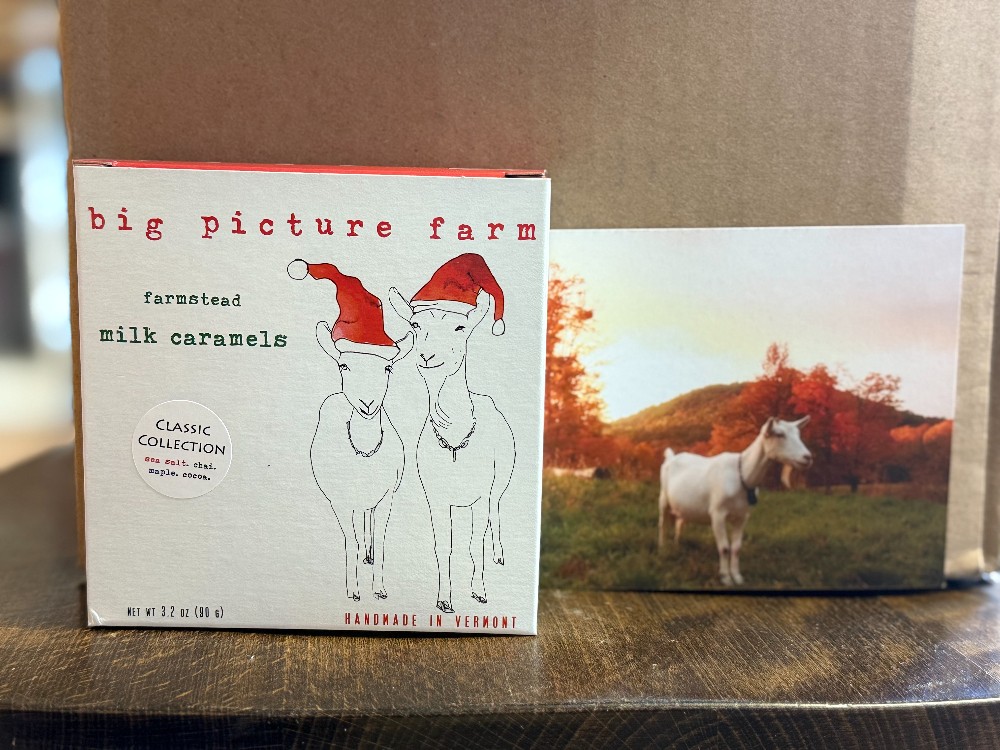 big picture farm
farmstead
milk caramels
Classic
Collection
sea salt. chai.
maple. cocoa.
Net wt 3.2 oz (90 g)
Handmade in Vermont